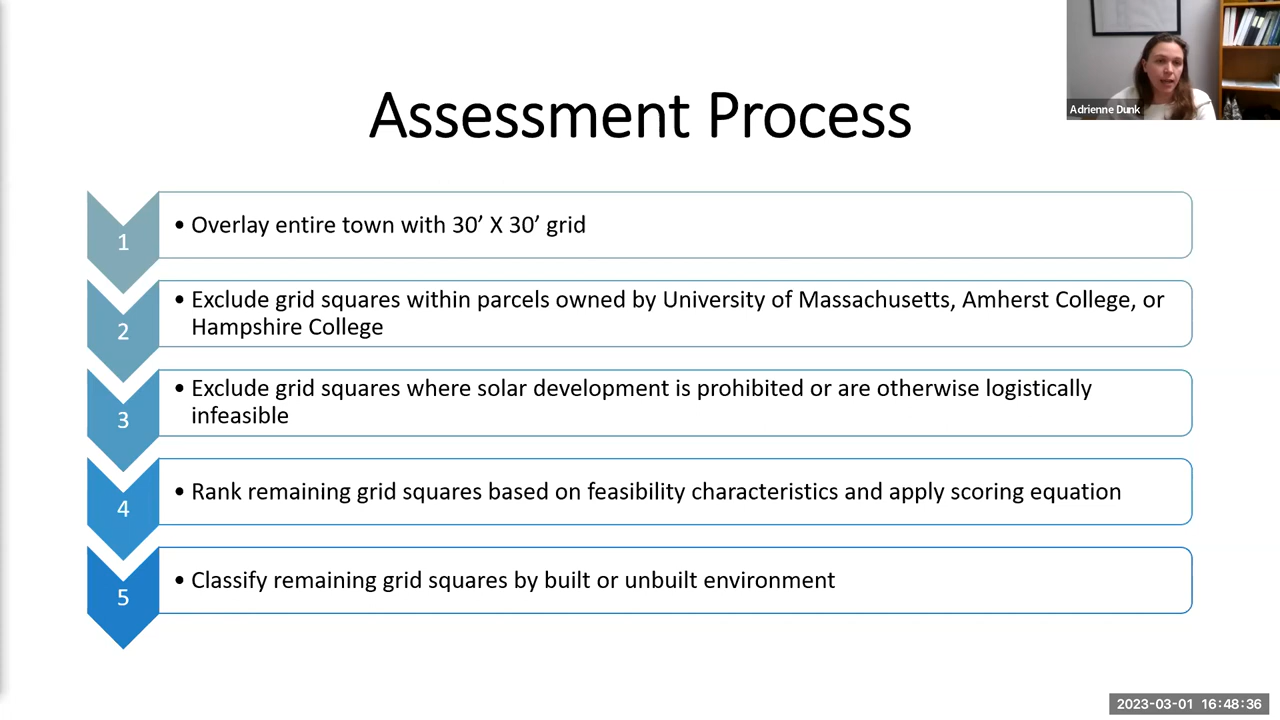 Assessment Process
Adrienne Dunk
1
• Overlay entire town with 30’ X 30’ grid
2
• Exclude grid squares within parcels owned by University of Massachusetts, Amherst College, or
Hampshire College
3
• Exclude grid squares where solar development is prohibited or are otherwise logistically
infeasible
4
• Rank remaining grid squares based on feasibility characteristics and apply scoring equation
5
• Classify remaining grid squares by built or unbuilt environment
2023-03-01 16:48:36